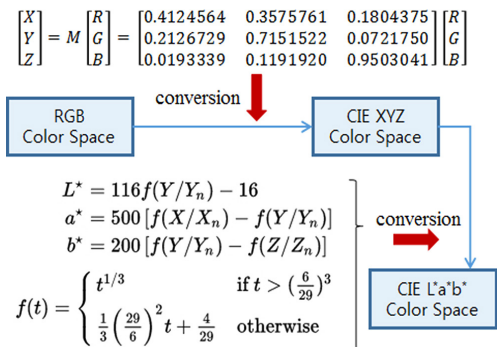 [X Y Z] = M [R G B] = [0.4124564 0.3575761 0.1804375 0.2126729 0.7151522 0.0721750 0.0193339 0.1191920 0.9503041] [R G B]
conversion
RGB
Color Space
CIE XYZ
Color Space
L* = 116f(Y/Yₙ) − 16
a* = 500 [f(X/Xₙ) − f(Y/Yₙ)]
b* = 200 [f(Y/Yₙ) − f(Z/Zₙ)]
conversion
f(t) = { t^{1/3} if t > (6/29)^3
1/3 (29/6)^2 t + 4/29 otherwise
CIE L*a*b*
Color Space